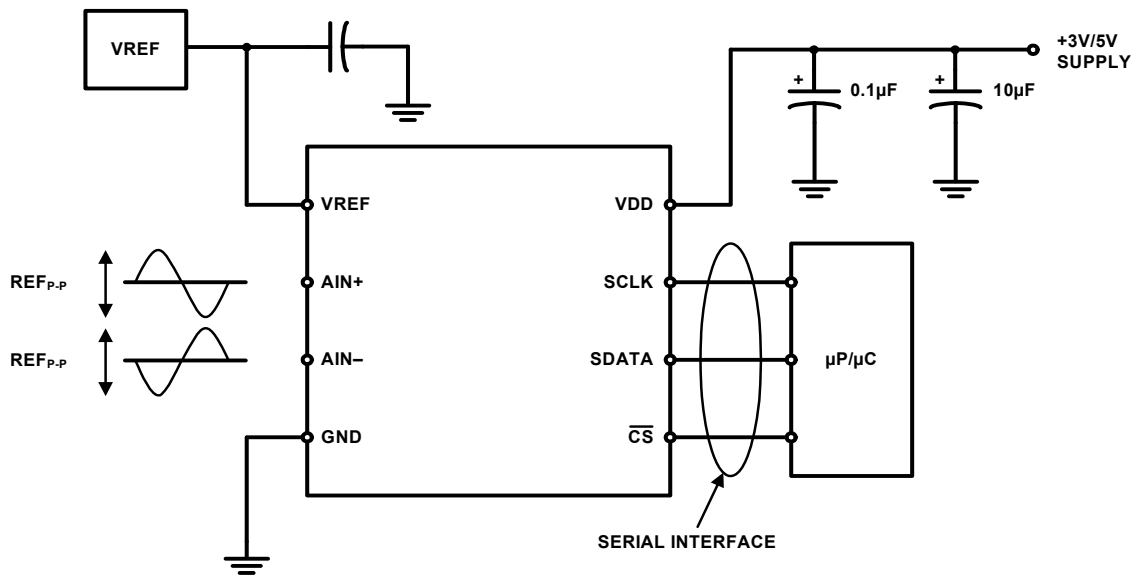 VREF
+3V/5V
SUPPLY
+
0.1µF
+
10µF
VREF
VDD
REFP-P
AIN+
SCLK
REFP-P
AIN–
SDATA
µP/µC
GND
CS
SERIAL INTERFACE